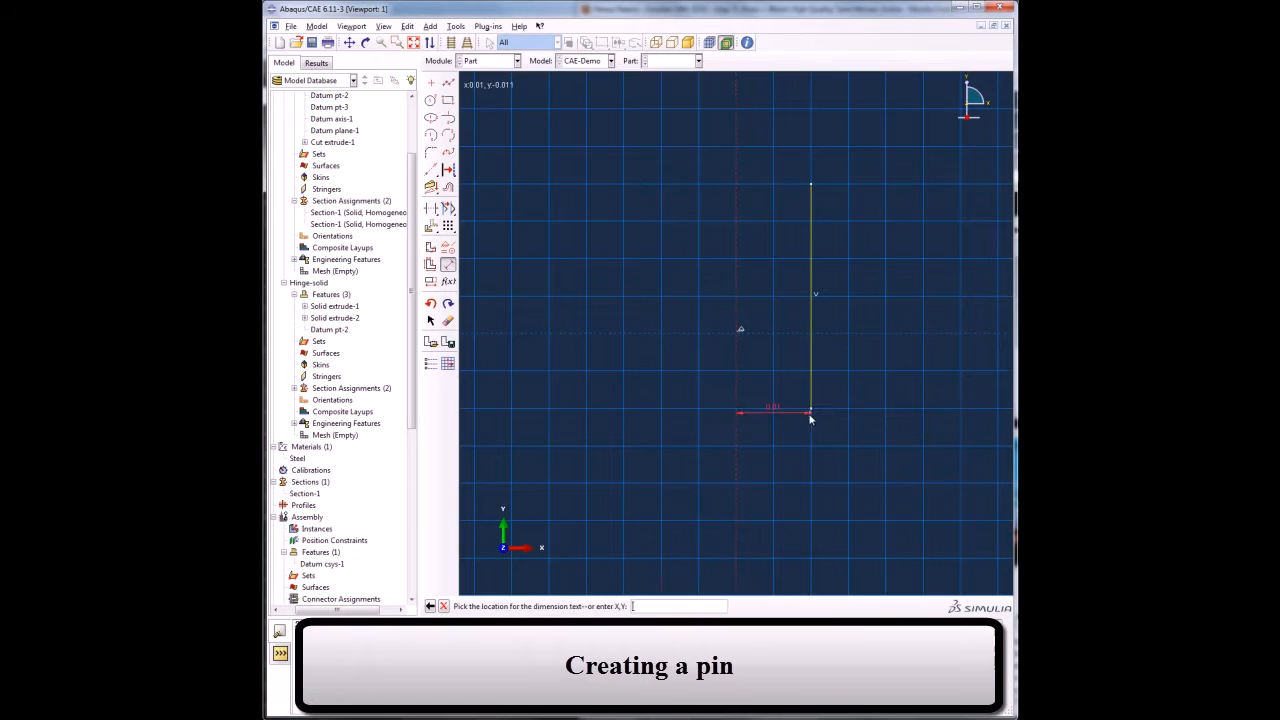 Abaqus/CAE 6.11-3 [Viewport: 1]
File Model Viewport View Edit Add Tools Plug-ins Help
All
Model Results Module: Part Model: CAE-Demo Part:
Model Database
x:0.01, y:-0.011
Datum pt-2
Datum pt-3
Datum axis-1
Datum plane-1
Cut extrude-1
Sets
Surfaces
Skins
Stringers
Section Assignments (2)
Section-1 (Solid, Homogeneo
Section-1 (Solid, Homogeneo
Orientations
Composite Layups
Engineering Features
Mesh (Empty)
Hinge-solid
Features (3)
Solid extrude-1
Solid extrude-2
Datum pt-2
Sets
Surfaces
Skins
Stringers
Section Assignments (2)
Orientations
Composite Layups
Engineering Features
Mesh (Empty)
Materials (1)
Steel
Calibrations
Sections (1)
Section-1
Profiles
Assembly
Instances
Position Constraints
Features (1)
Datum csys-1
Sets
Surfaces
Connector Assignments
f(x)
V
Y
X
Y
Z
X
Pick the location for the dimension text--or enter X,Y:
SIMULIA
>>>
Creating a pin